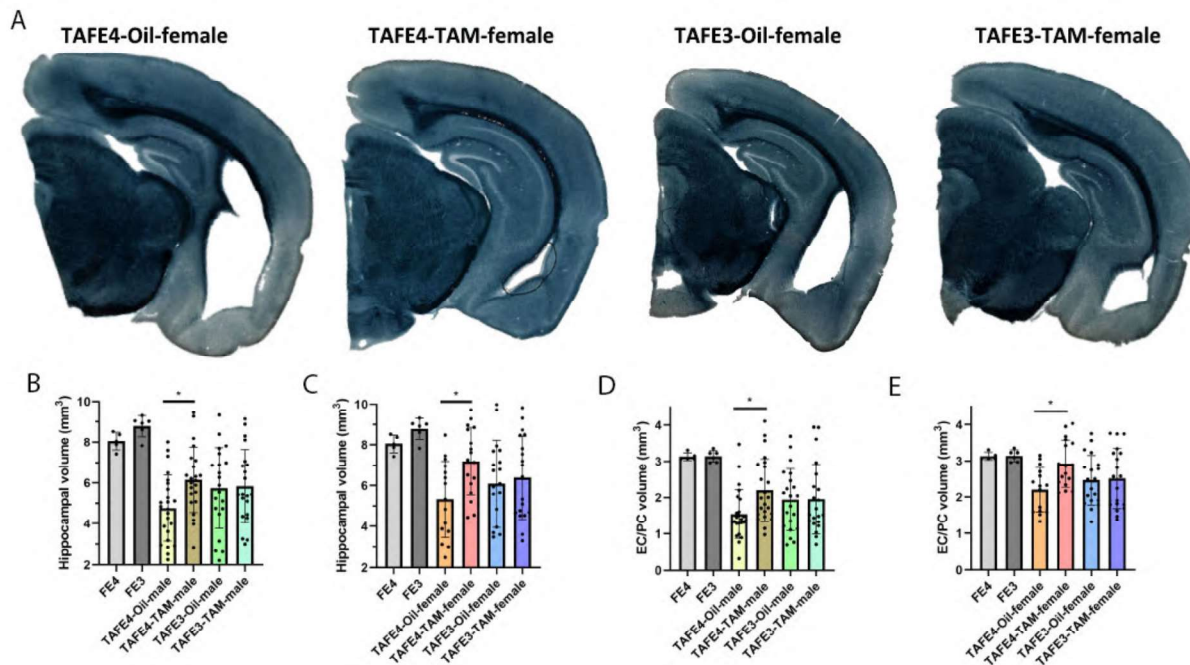 A
TAFE4-Oil-female
TAFE4-TAM-female
TAFE3-Oil-female
TAFE3-TAM-female
B
Hippocampal volume (mm³)
10
8
6
4
2
*
FE4
FE3
TAFE4-Oil-male
TAFE4-TAM-male
TAFE3-Oil-male
TAFE3-TAM-male
C
Hippocampal volume (mm³)
10
8
6
4
2
*
FE4
FE3
TAFE4-Oil-female
TAFE4-TAM-female
TAFE3-Oil-female
TAFE3-TAM-female
D
EC/PC volume (mm³)
4
3
2
1
0
*
FE4
FE3
TAFE4-Oil-male
TAFE4-TAM-male
TAFE3-Oil-male
TAFE3-TAM-male
E
EC/PC volume (mm³)
4
3
2
1
0
*
FE4
FE3
TAFE4-Oil-female
TAFE4-TAM-female
TAFE3-Oil-female
TAFE3-TAM-female